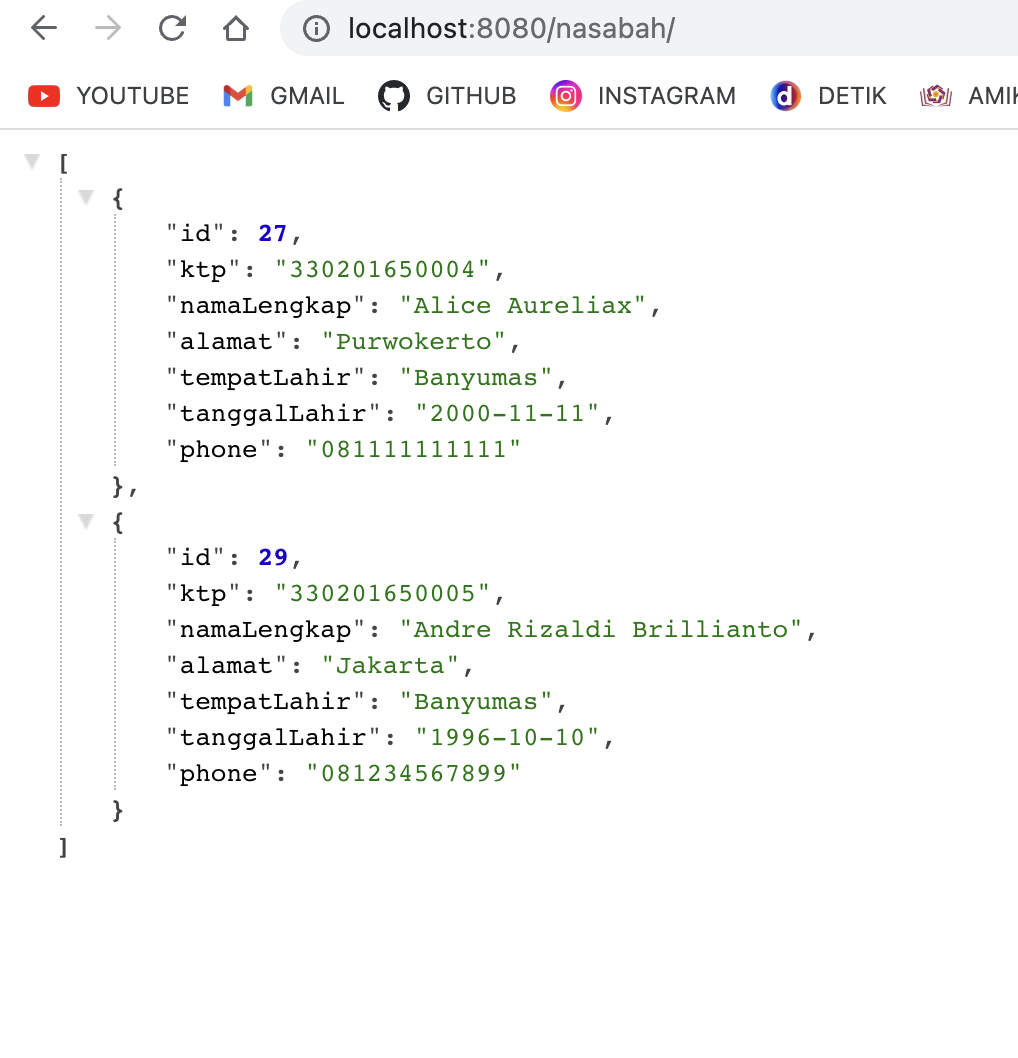 localhost:8080/nasabah/
YOUTUBE GMAIL GITHUB INSTAGRAM d DETIK AMIK
[
{
"id": 27,
"ktp": "330201650004",
"namaLengkap": "Alice Aureliax",
"alamat": "Purwokerto",
"tempatLahir": "Banyumas",
"tanggalLahir": "2000-11-11",
"phone": "081111111111"
},
{
"id": 29,
"ktp": "330201650005",
"namaLengkap": "Andre Rizaldi Brillianto",
"alamat": "Jakarta",
"tempatLahir": "Banyumas",
"tanggalLahir": "1996-10-10",
"phone": "081234567899"
}
]